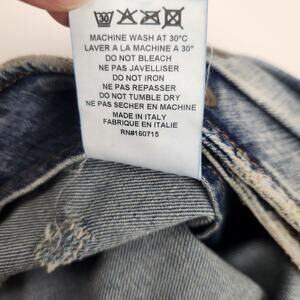 30
MACHINE WASH AT 30°C
LAVER A LA MACHINE A 30°
DO NOT BLEACH
NE PAS JAVELLISER
DO NOT IRON
NE PAS REPASSER
DO NOT TUMBLE DRY
NE PAS SECHER EN MACHINE
MADE IN ITALY
FABRIQUE EN ITALIE
RN#160715